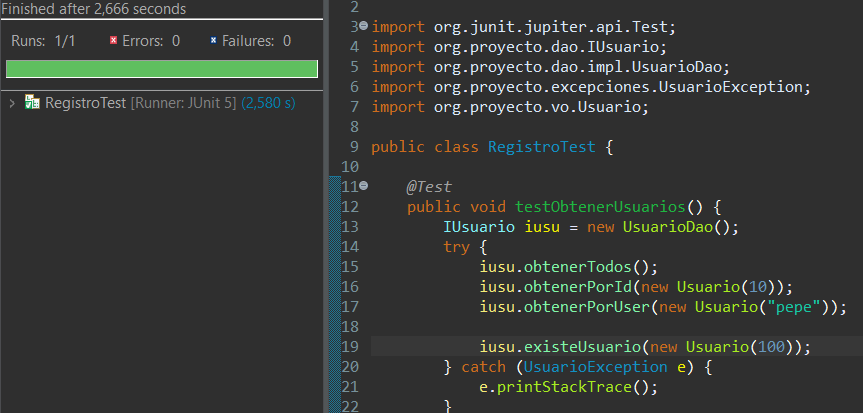 Finished after 2,666 seconds
Runs: 1/1 Errors: 0 Failures: 0
RegistroTest [Runner: JUnit 5] (2,580 s)
2
3 import org.junit.jupiter.api.Test;
4 import org.proyecto.dao.IUsuario;
5 import org.proyecto.dao.impl.UsuarioDao;
6 import org.proyecto.excepciones.UsuarioException;
7 import org.proyecto.vo.Usuario;
8
9 public class RegistroTest {
10
11 @Test
12 public void testObtenerUsuarios() {
13 IUsuario iusu = new UsuarioDao();
14 try {
15 iusu.obtenerTodos();
16 iusu.obtenerPorId(new Usuario(10));
17 iusu.obtenerPorUser(new Usuario("pepe"));
18
19 iusu.existeUsuario(new Usuario(100));
20 } catch (UsuarioException e) {
21 e.printStackTrace();
22 }